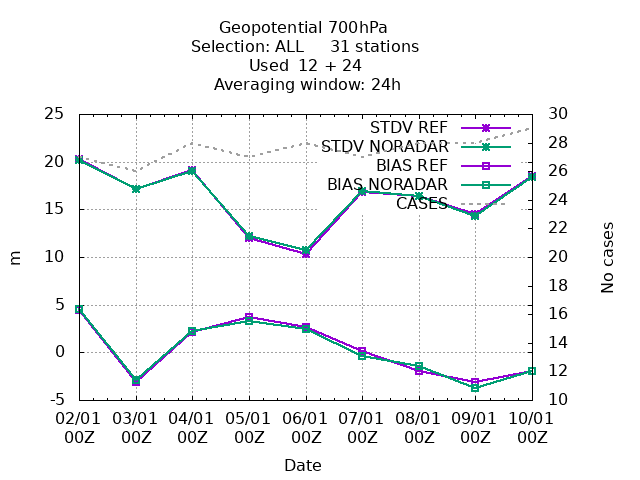 Geopotential 700hPa
Selection: ALL 31 stations
Used 12 + 24
Averaging window: 24h
25
20
15
10
5
0
-5
m
30
28
26
24
22
20
18
16
14
12
10
No cases
STDV REF
STDV NORADAR
BIAS REF
BIAS NORADAR
CASES
02/01 03/01 04/01 05/01 06/01 07/01 08/01 09/01 10/01
00Z 00Z 00Z 00Z 00Z 00Z 00Z 00Z 00Z
Date